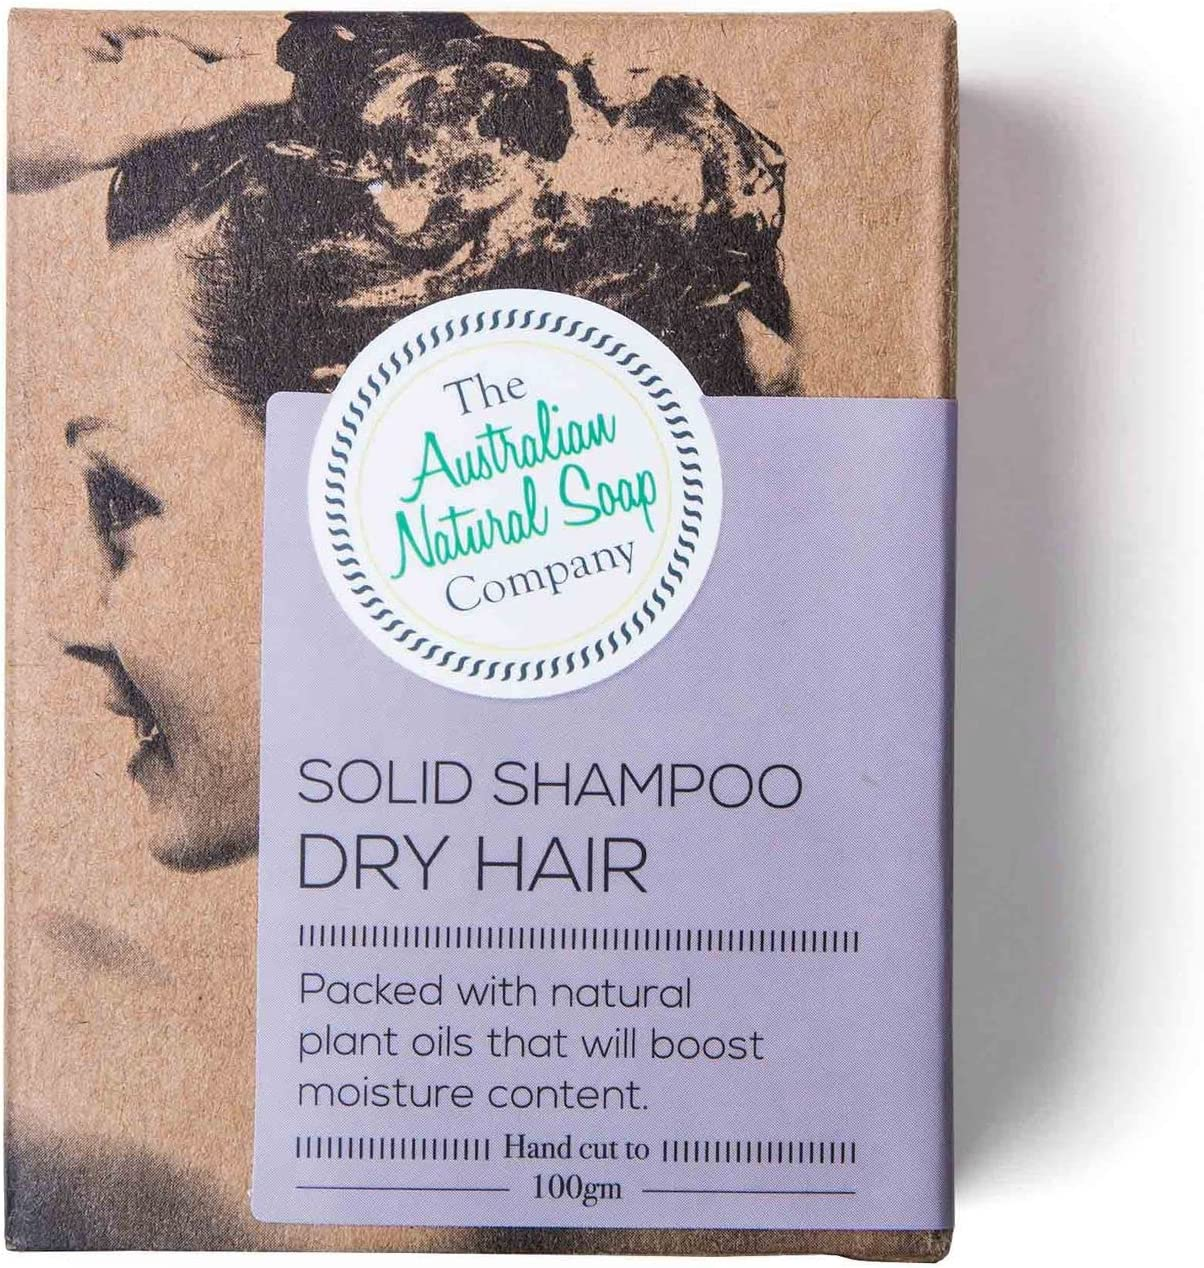 The
Australian
Natural Soap
Company
SOLID SHAMPOO
DRY HAIR
Packed with natural
plant oils that will boost
moisture content.
Hand cut to
100gm